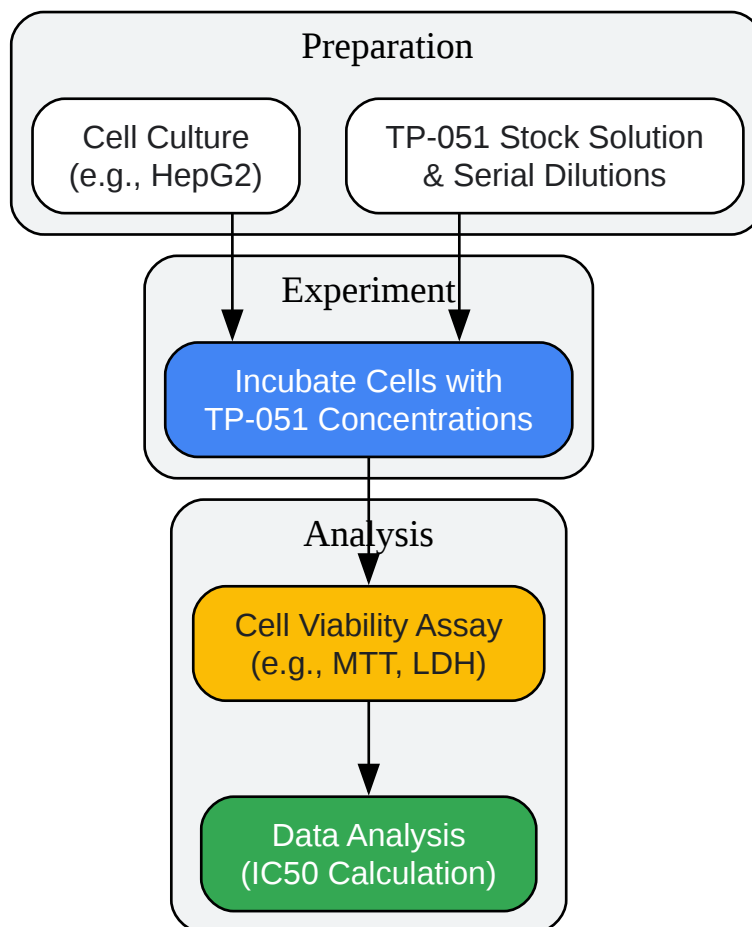 Preparation
Cell Culture
(e.g., HepG2)
TP-051 Stock Solution
& Serial Dilutions
Experiment
Incubate Cells with
TP-051 Concentrations
Analysis
Cell Viability Assay
(e.g., MTT, LDH)
Data Analysis
(IC50 Calculation)